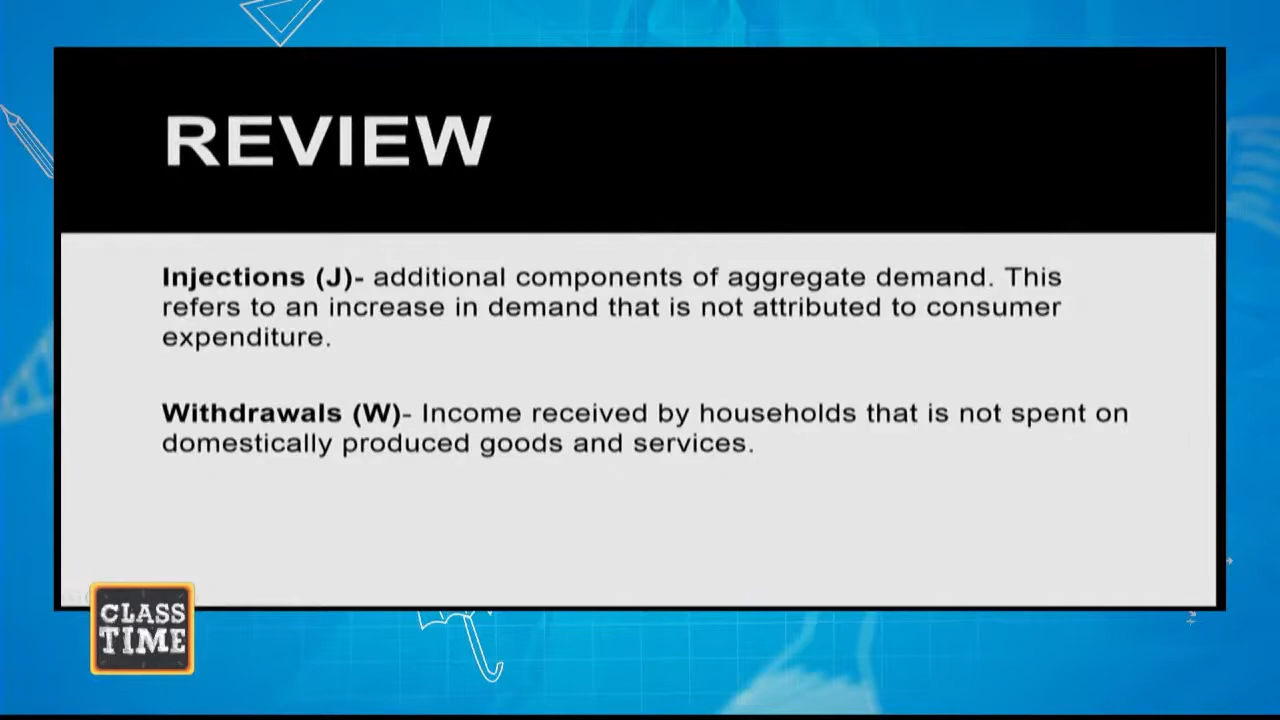 REVIEW
Injections (J)- additional components of aggregate demand. This
refers to an increase in demand that is not attributed to consumer
expenditure.
Withdrawals (W)- Income received by households that is not spent on
domestically produced goods and services.
CLASS
TIME